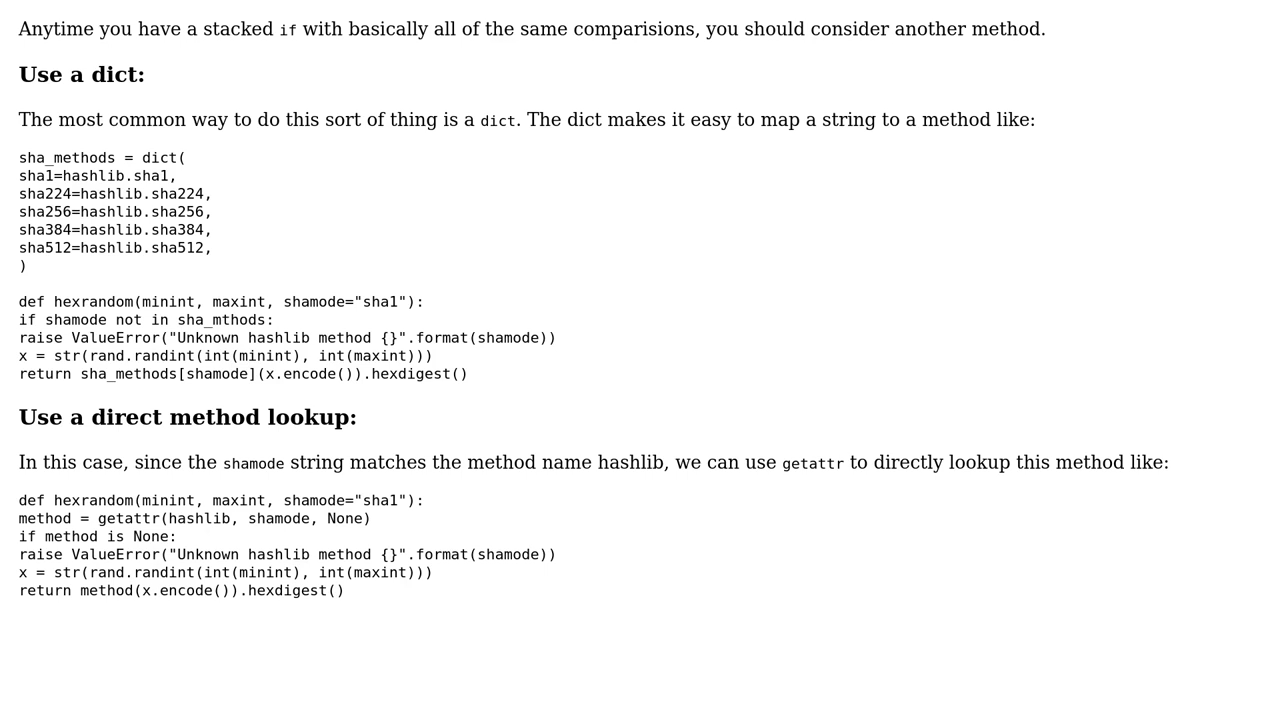 Anytime you have a stacked if with basically all of the same comparisions, you should consider another method.
Use a dict:
The most common way to do this sort of thing is a dict. The dict makes it easy to map a string to a method like:
sha_methods = dict(
sha1=hashlib.sha1,
sha224=hashlib.sha224,
sha256=hashlib.sha256,
sha384=hashlib.sha384,
sha512=hashlib.sha512,
)
def hexrandom(minint, maxint, shamode="sha1"):
if shamode not in sha_mthods:
raise ValueError("Unknown hashlib method {}".format(shamode))
x = str(rand.randint(int(minint), int(maxint)))
return sha_methods[shamode](x.encode()).hexdigest()
Use a direct method lookup:
In this case, since the shamode string matches the method name hashlib, we can use getattr to directly lookup this method like:
def hexrandom(minint, maxint, shamode="sha1"):
method = getattr(hashlib, shamode, None)
if method is None:
raise ValueError("Unknown hashlib method {}".format(shamode))
x = str(rand.randint(int(minint), int(maxint)))
return method(x.encode()).hexdigest()